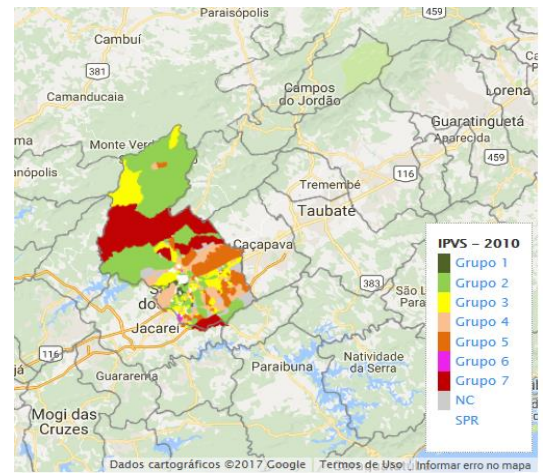 Paraisópolis
459
Cambuí
381
Campos
do Jordão
Camanducaia
Lorena
Guaratinguetá
Aparecida
Monte Verd
459
116
Tremembé
Taubaté
Caçapava
IPVS - 2010
Grupo 1
Grupo 2
383
Grupo 3
do
Grupo 4
Jacareí
Grupo 5
116
Grupo 6
Natividade
da Serra
Paraibuna
Grupo 7
Guararema
NC
SPR
Mogi das
Cruzes
Dados cartográficos ©2017 Google
Termos de Uso
Informar erro no mapa